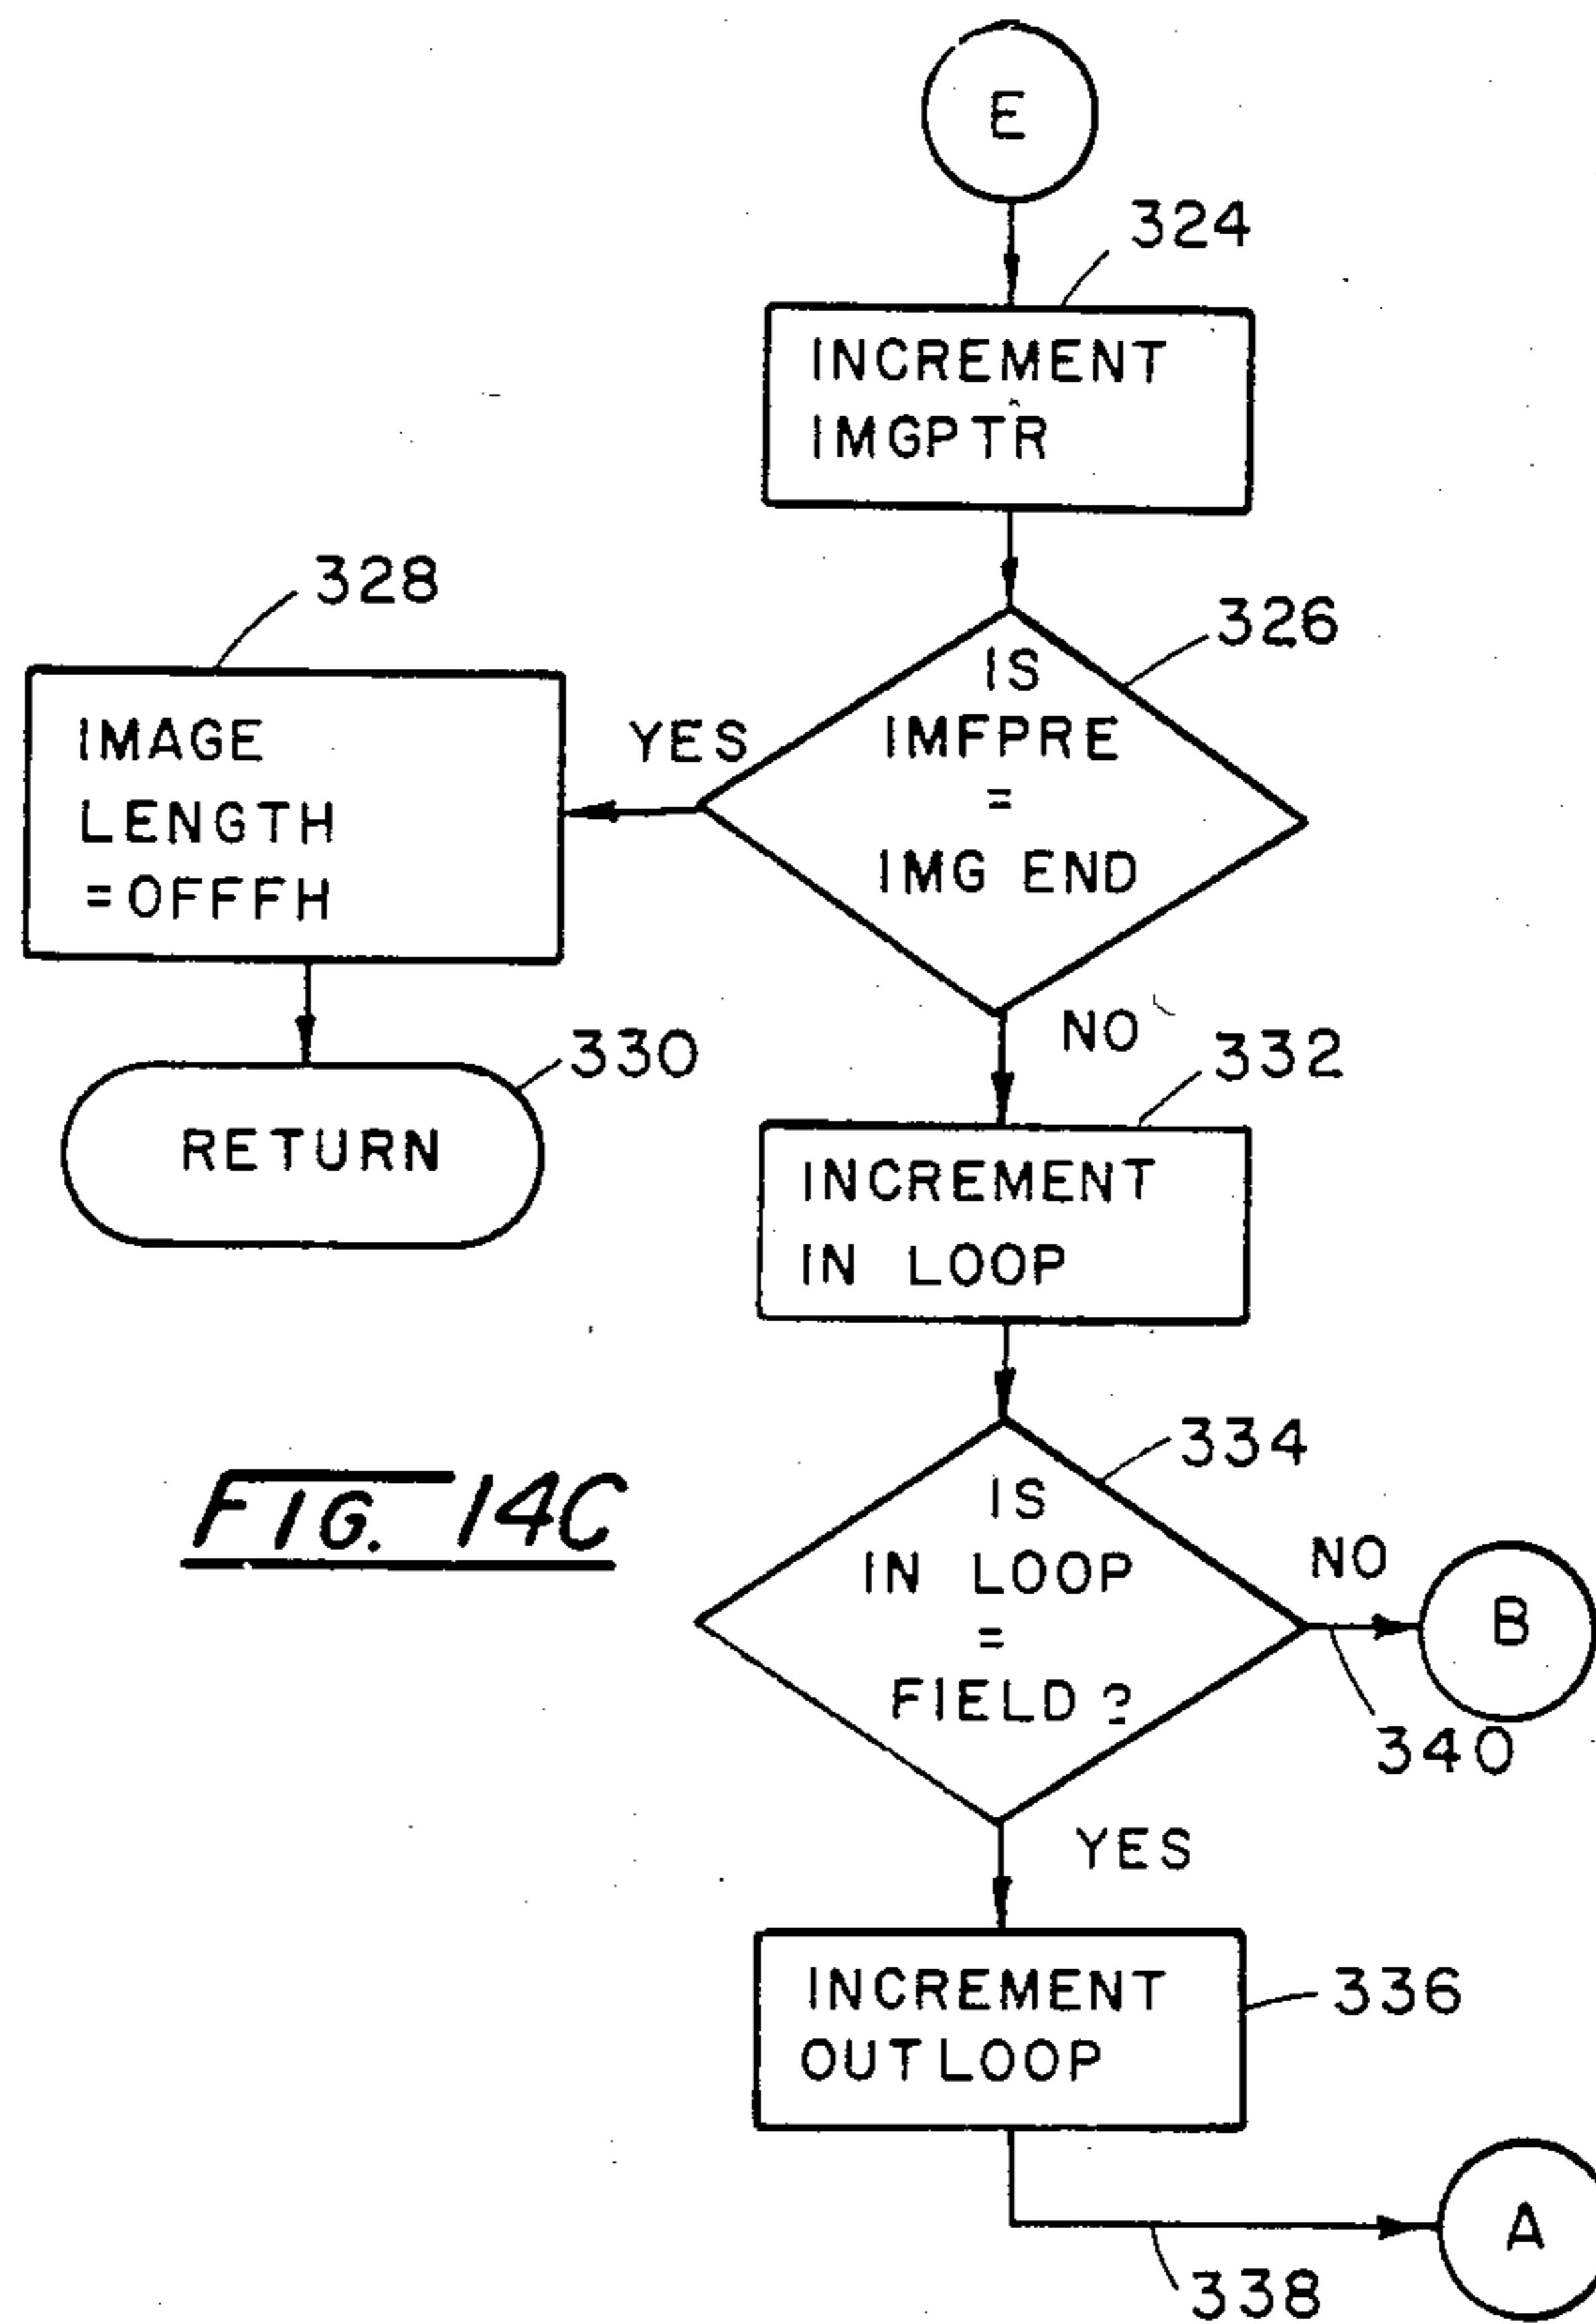 E
324
INCREMENT
IMGPTR
326
IS
IMFPRE
=
IMG END
YES
328
IMAGE
LENGTH
=OFFFH
330
RETURN
NO
332
INCREMENT
IN LOOP
334
IS
IN LOOP
=
FIELD?
NO
B
340
YES
336
INCREMENT
OUTLOOP
338
A
FIG. 14C